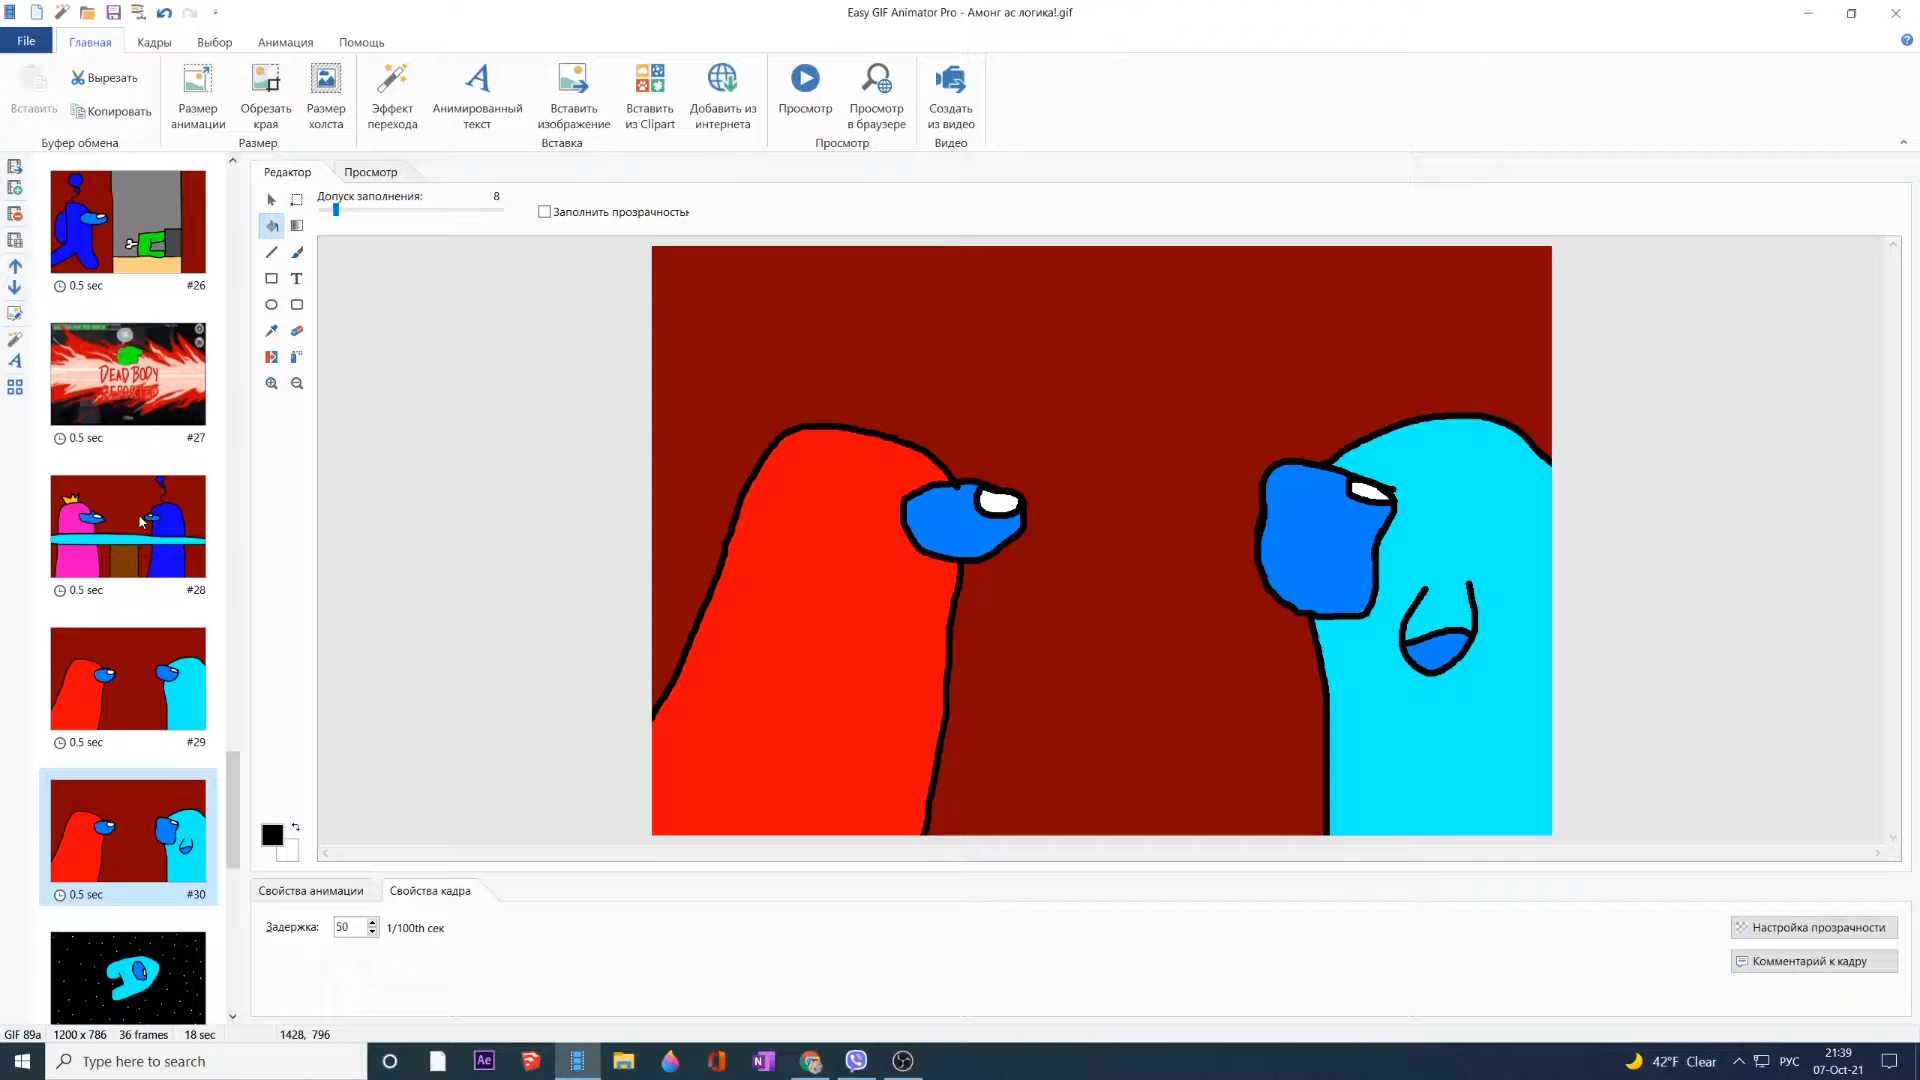 Easy GIF Animator Pro - Амонг ас логика!.gif
File Главная Кадры Выбор Анимация Помощь
Вставить
Вырезать
Копировать
Буфер обмена
Размер анимации
Обрезать края
Размер холста
Размер
Эффект перехода
Анимированный текст
Вставить изображение
Вставить из Clipart
Добавить из интернета
Вставка
Просмотр
Просмотр в браузере
Просмотр
Создать из видео
Видео
Редактор Просмотр
Допуск заполнения: 8
Заполнить прозрачносты
0.5 sec #26
DEAD BODY
REPORTED
0.5 sec #27
0.5 sec #28
0.5 sec #29
0.5 sec #30
Свойства анимации Свойства кадра
Задержка: 50 1/100th сек
Настройка прозрачности
Комментарий к кадру
GIF 89a 1200 x 786 36 frames 18 sec 1428, 796
Type here to search
Ae
42°F Clear
РУС
21:39
07-Oct-21